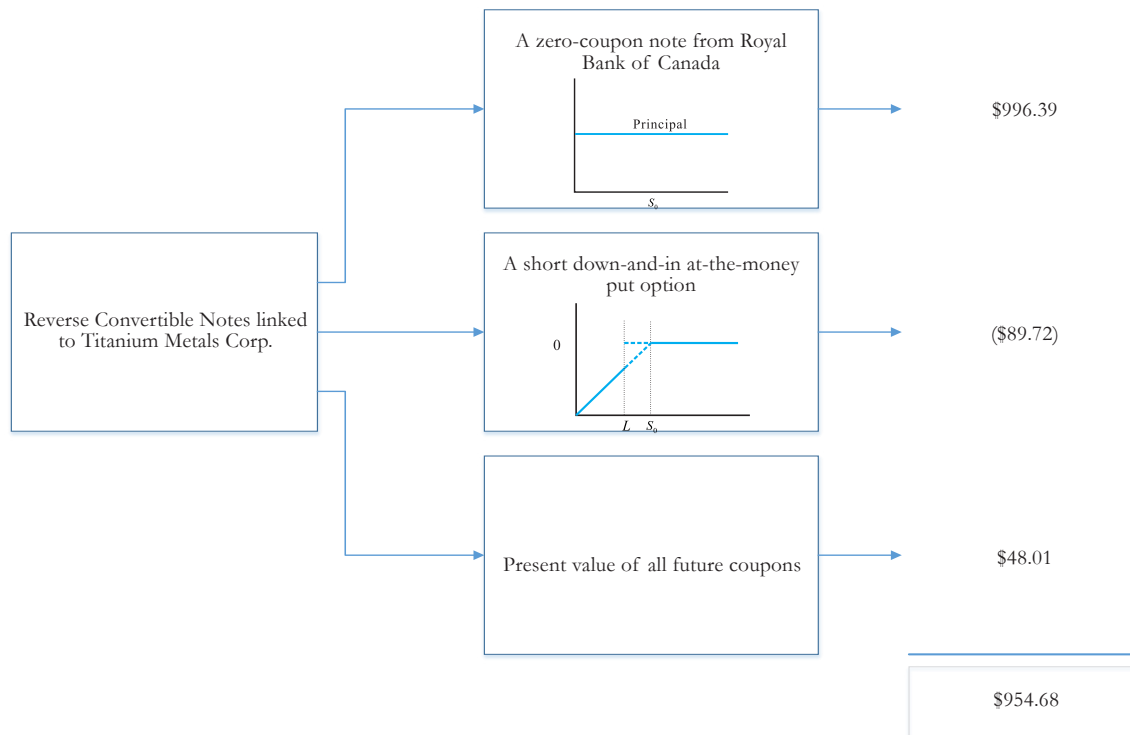 A zero-coupon note from Royal
Bank of Canada
Principal
S₀
$996.39
Reverse Convertible Notes linked
to Titanium Metals Corp.
A short down-and-in at-the-money
put option
0
L S₀
($89.72)
Present value of all future coupons
$48.01
$954.68